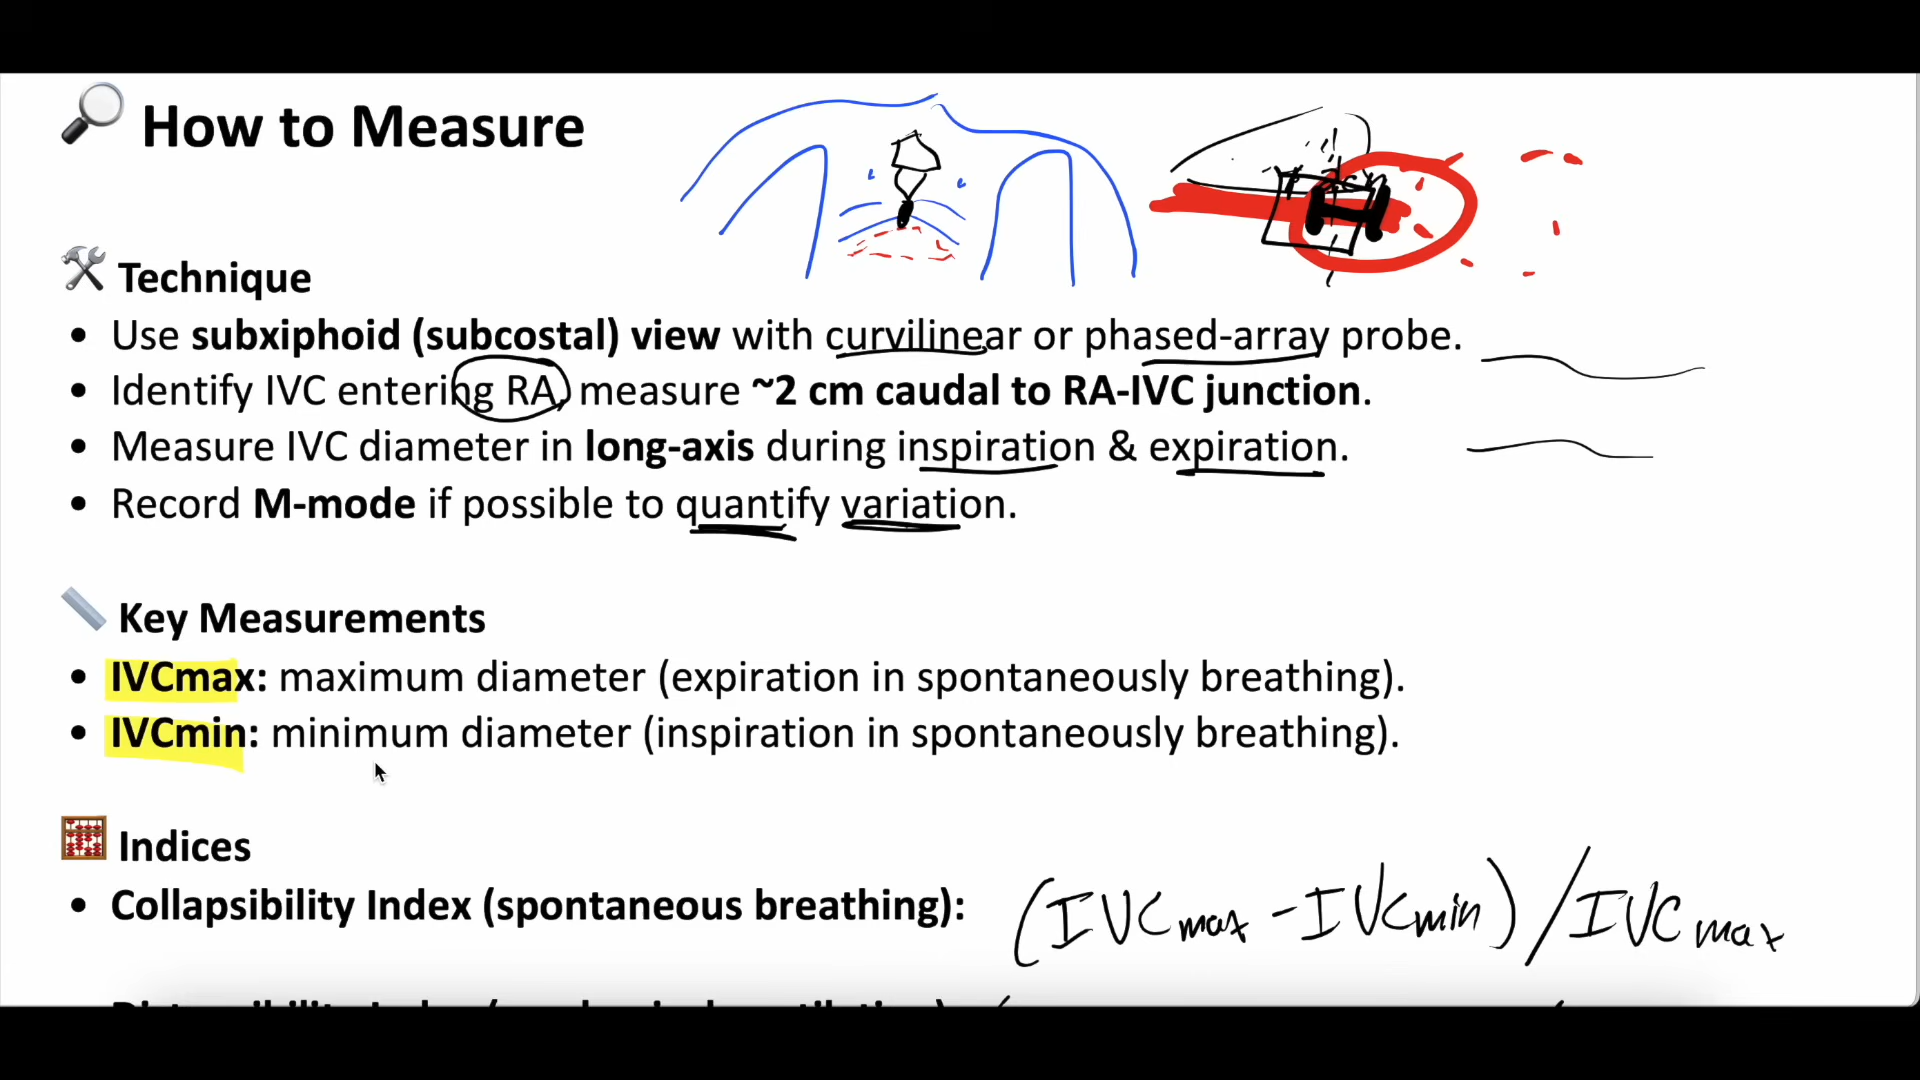 How to Measure
Technique
• Use subxiphoid (subcostal) view with curvilinear or phased-array probe.
• Identify IVC entering RA, measure ~2 cm caudal to RA-IVC junction.
• Measure IVC diameter in long-axis during inspiration & expiration.
• Record M-mode if possible to quantify variation.
Key Measurements
• IVCmax: maximum diameter (expiration in spontaneously breathing).
• IVCmin: minimum diameter (inspiration in spontaneously breathing).
Indices
• Collapsibility Index (spontaneous breathing): (IVCmax - IVCmin) / IVCmax